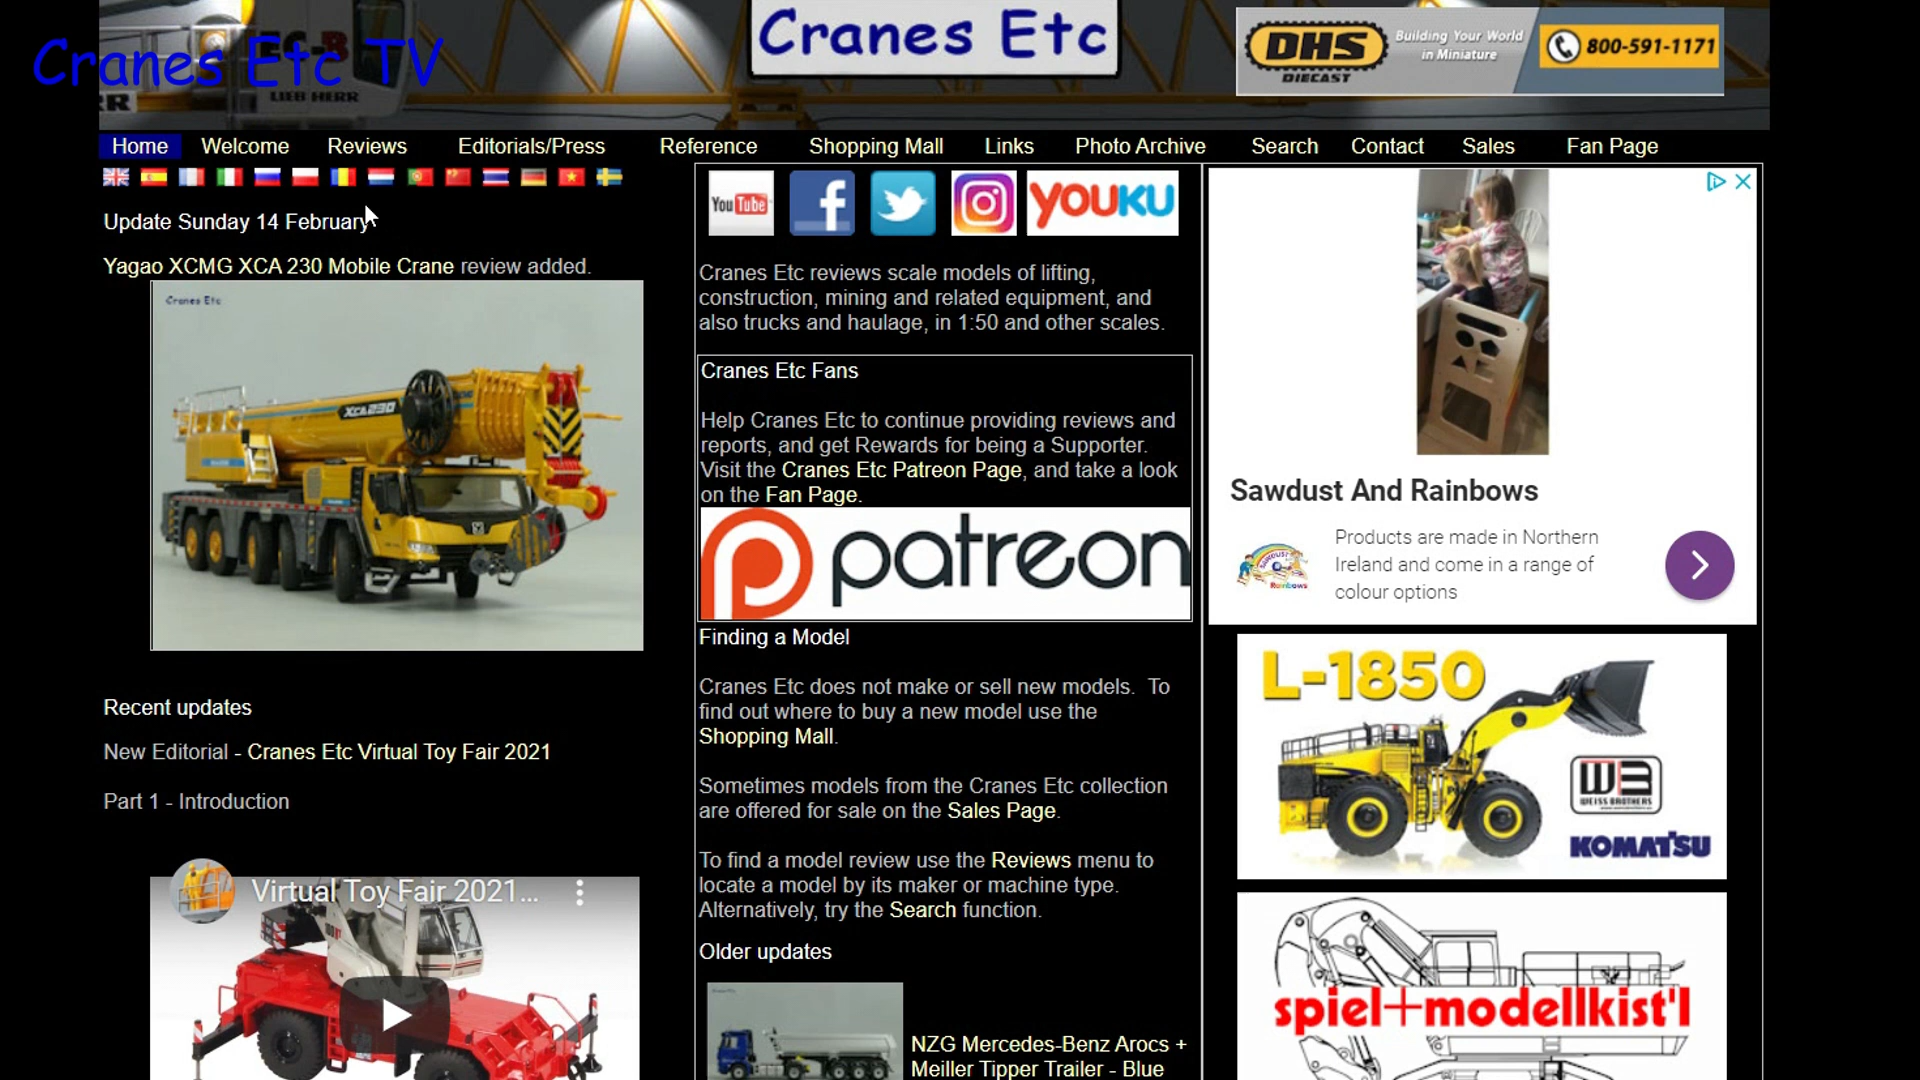 Cranes Etc TV
EC-B
LIEBHERR
RR
Cranes Etc
DHS
DIECAST
Building Your World
in Miniature
800-591-1171
Home Welcome Reviews Editorials/Press Reference Shopping Mall Links Photo Archive Search Contact Sales Fan Page
Update Sunday 14 February
Yagao XCMG XCA 230 Mobile Crane review added.
Cranes Etc
XCA230
Recent updates
New Editorial - Cranes Etc Virtual Toy Fair 2021
Part 1 - Introduction
Virtual Toy Fair 2021...
You Tube
YOUKU
Cranes Etc reviews scale models of lifting,
construction, mining and related equipment, and
also trucks and haulage, in 1:50 and other scales.
Cranes Etc Fans
Help Cranes Etc to continue providing reviews and
reports, and get Rewards for being a Supporter.
Visit the Cranes Etc Patreon Page, and take a look
on the Fan Page.
patreon
Finding a Model
Cranes Etc does not make or sell new models. To
find out where to buy a new model use the
Shopping Mall.
Sometimes models from the Cranes Etc collection
are offered for sale on the Sales Page.
To find a model review use the Reviews menu to
locate a model by its maker or machine type.
Alternatively, try the Search function.
Older updates
NZG Mercedes-Benz Arocs +
Meiller Tipper Trailer - Blue
Sawdust And Rainbows
Products are made in Northern
Ireland and come in a range of
colour options
L-1850
WB
WEISS BROTHERS
KOMATSU
spiel+modellkist'l